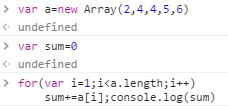 > var a=new Array(2,4,4,5,6)
< undefined
> var sum=0
< undefined
> for(var i=1;i<a.length;i++)
sum+=a[i];console.log(sum)